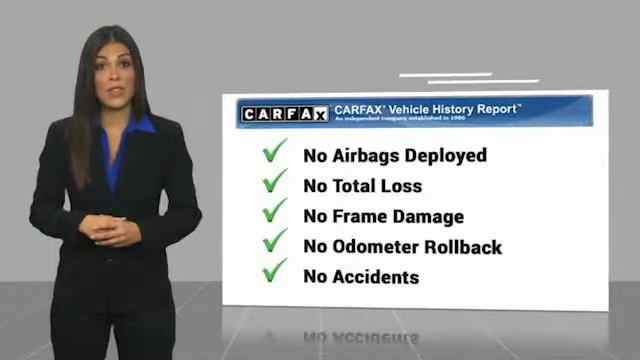 CARFAX CARFAX® Vehicle History Report™
An independent company established in 1986
No Airbags Deployed
No Total Loss
No Frame Damage
No Odometer Rollback
No Accidents